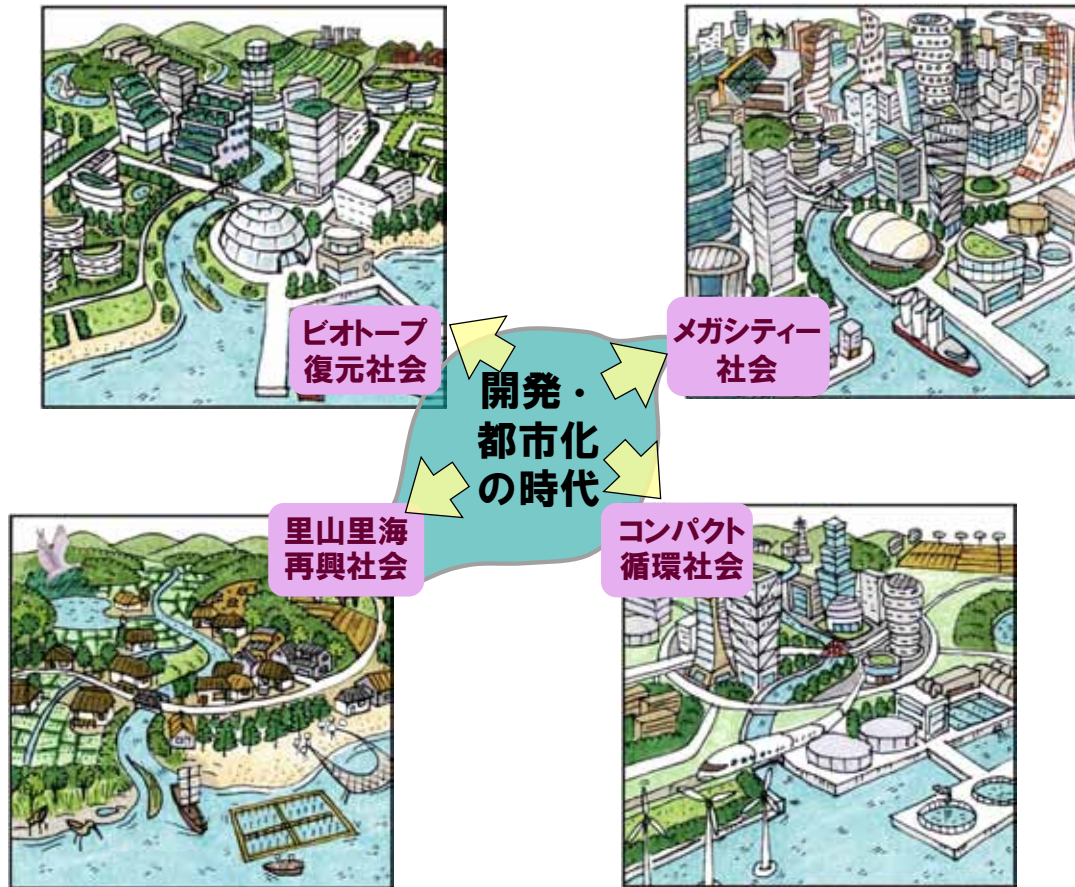 ビオトープ
復元社会
メガシティー
社会
開発・
都市化
の時代
里山里海
再興社会
コンパクト
循環社会